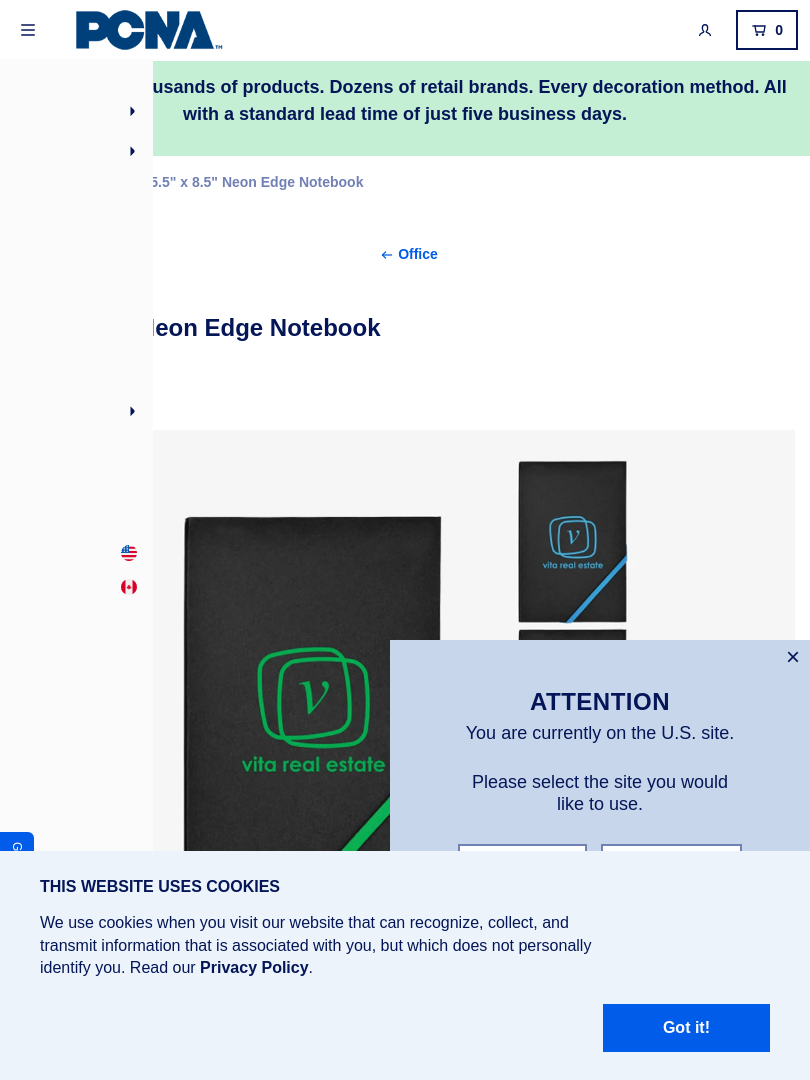 PCNA™
0
usands of products. Dozens of retail brands. Every decoration method. All
with a standard lead time of just five business days.
5.5" x 8.5" Neon Edge Notebook
← Office
Neon Edge Notebook
v
vita real estate
v
vita real estate
ATTENTION
You are currently on the U.S. site.
Please select the site you would
like to use.
G
THIS WEBSITE USES COOKIES
We use cookies when you visit our website that can recognize, collect, and
transmit information that is associated with you, but which does not personally
identify you. Read our Privacy Policy.
Got it!